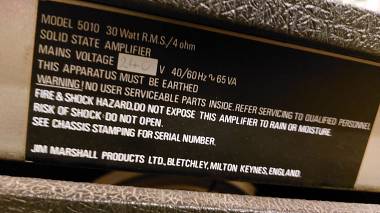 MODEL 5010 30 Watt R.M.S./4 ohm
SOLID STATE AMPLIFIER
MAINS VOLTAGE 240 V 40/60Hz ~ 65 VA
THIS APPARATUS MUST BE EARTHED
WARNING! NO USER SERVICEABLE PARTS INSIDE. REFER SERVICING TO QUALIFIED PERSONNEL
FIRE & SHOCK HAZARD. DO NOT EXPOSE THIS AMPLIFIER TO RAIN OR MOISTURE.
RISK OF SHOCK · DO NOT OPEN.
SEE CHASSIS STAMPING FOR SERIAL NUMBER.
JIM MARSHALL PRODUCTS LTD., BLETCHLEY, MILTON KEYNES, ENGLAND.